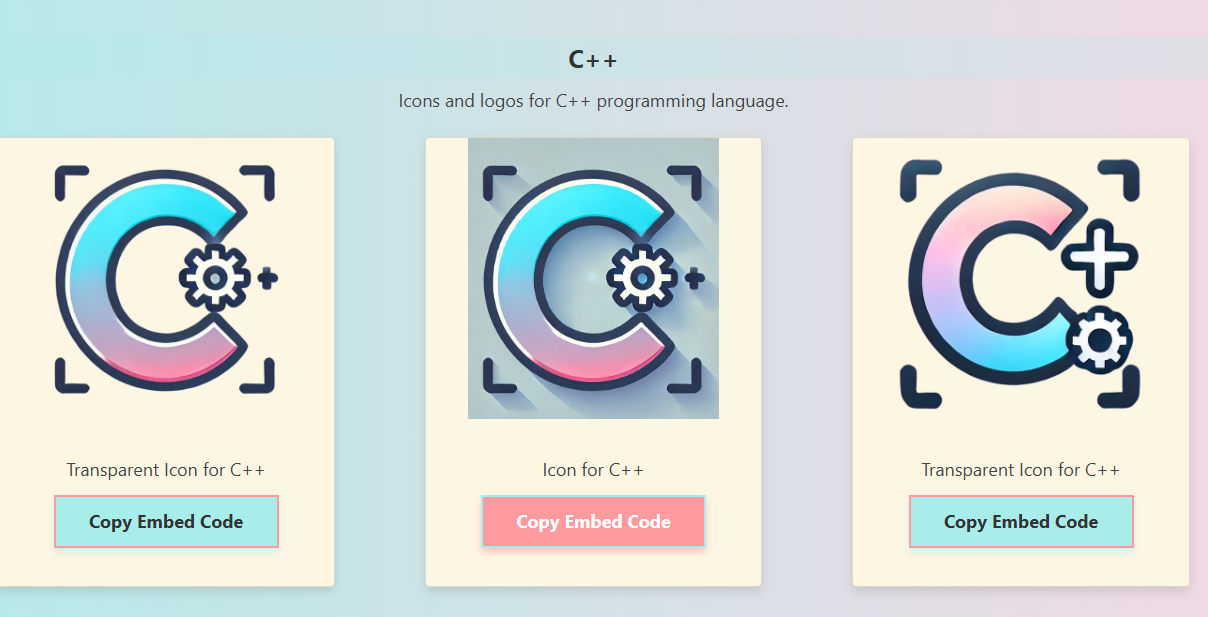 C++
Icons and logos for C++ programming language.
Transparent Icon for C++
Copy Embed Code
Icon for C++
Copy Embed Code
Transparent Icon for C++
Copy Embed Code